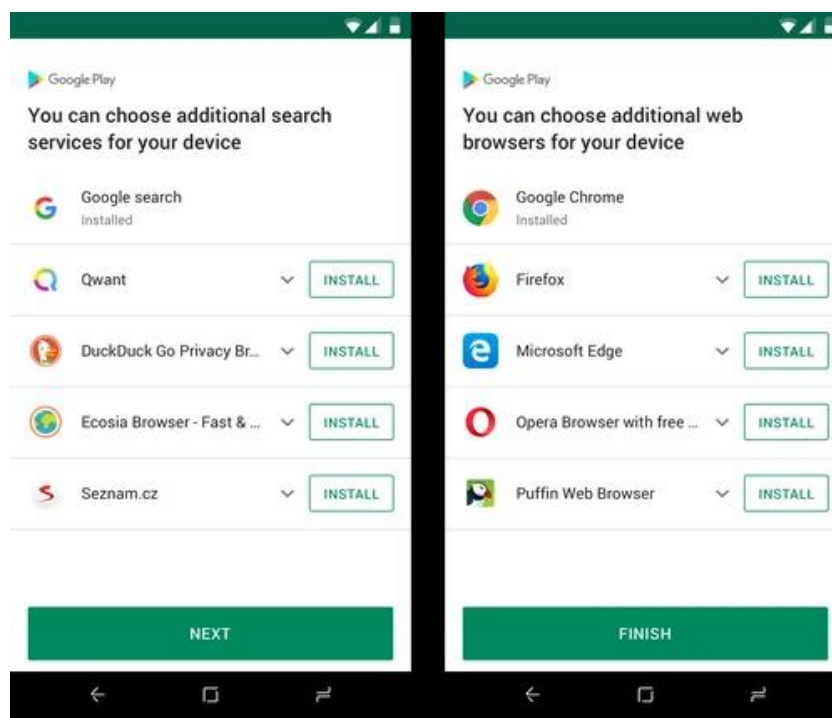 Google Play
You can choose additional search
services for your device
Google search
Installed
Qwant
INSTALL
DuckDuck Go Privacy Br...
INSTALL
Ecosia Browser - Fast & ...
INSTALL
Seznam.cz
INSTALL
NEXT
Google Play
You can choose additional web
browsers for your device
Google Chrome
Installed
Firefox
INSTALL
Microsoft Edge
INSTALL
Opera Browser with free ...
INSTALL
Puffin Web Browser
INSTALL
FINISH